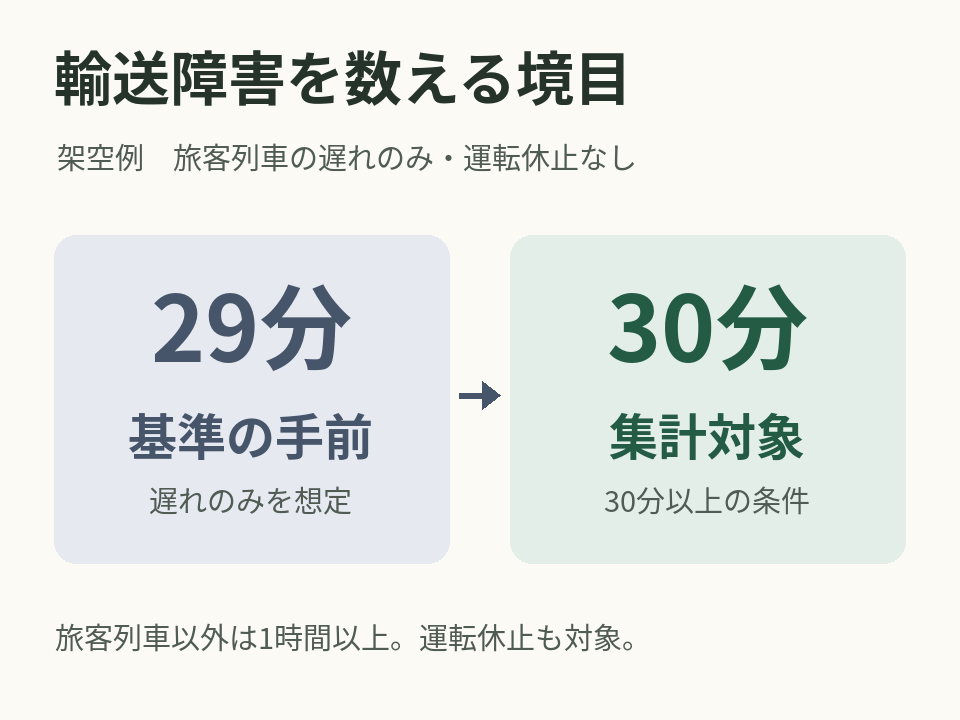 輸送障害を数える境目
架空例　旅客列車の遅れのみ・運転休止なし
29分
基準の手前
遅れのみを想定
30分
集計対象
30分以上の条件
旅客列車以外は1時間以上。運転休止も対象。